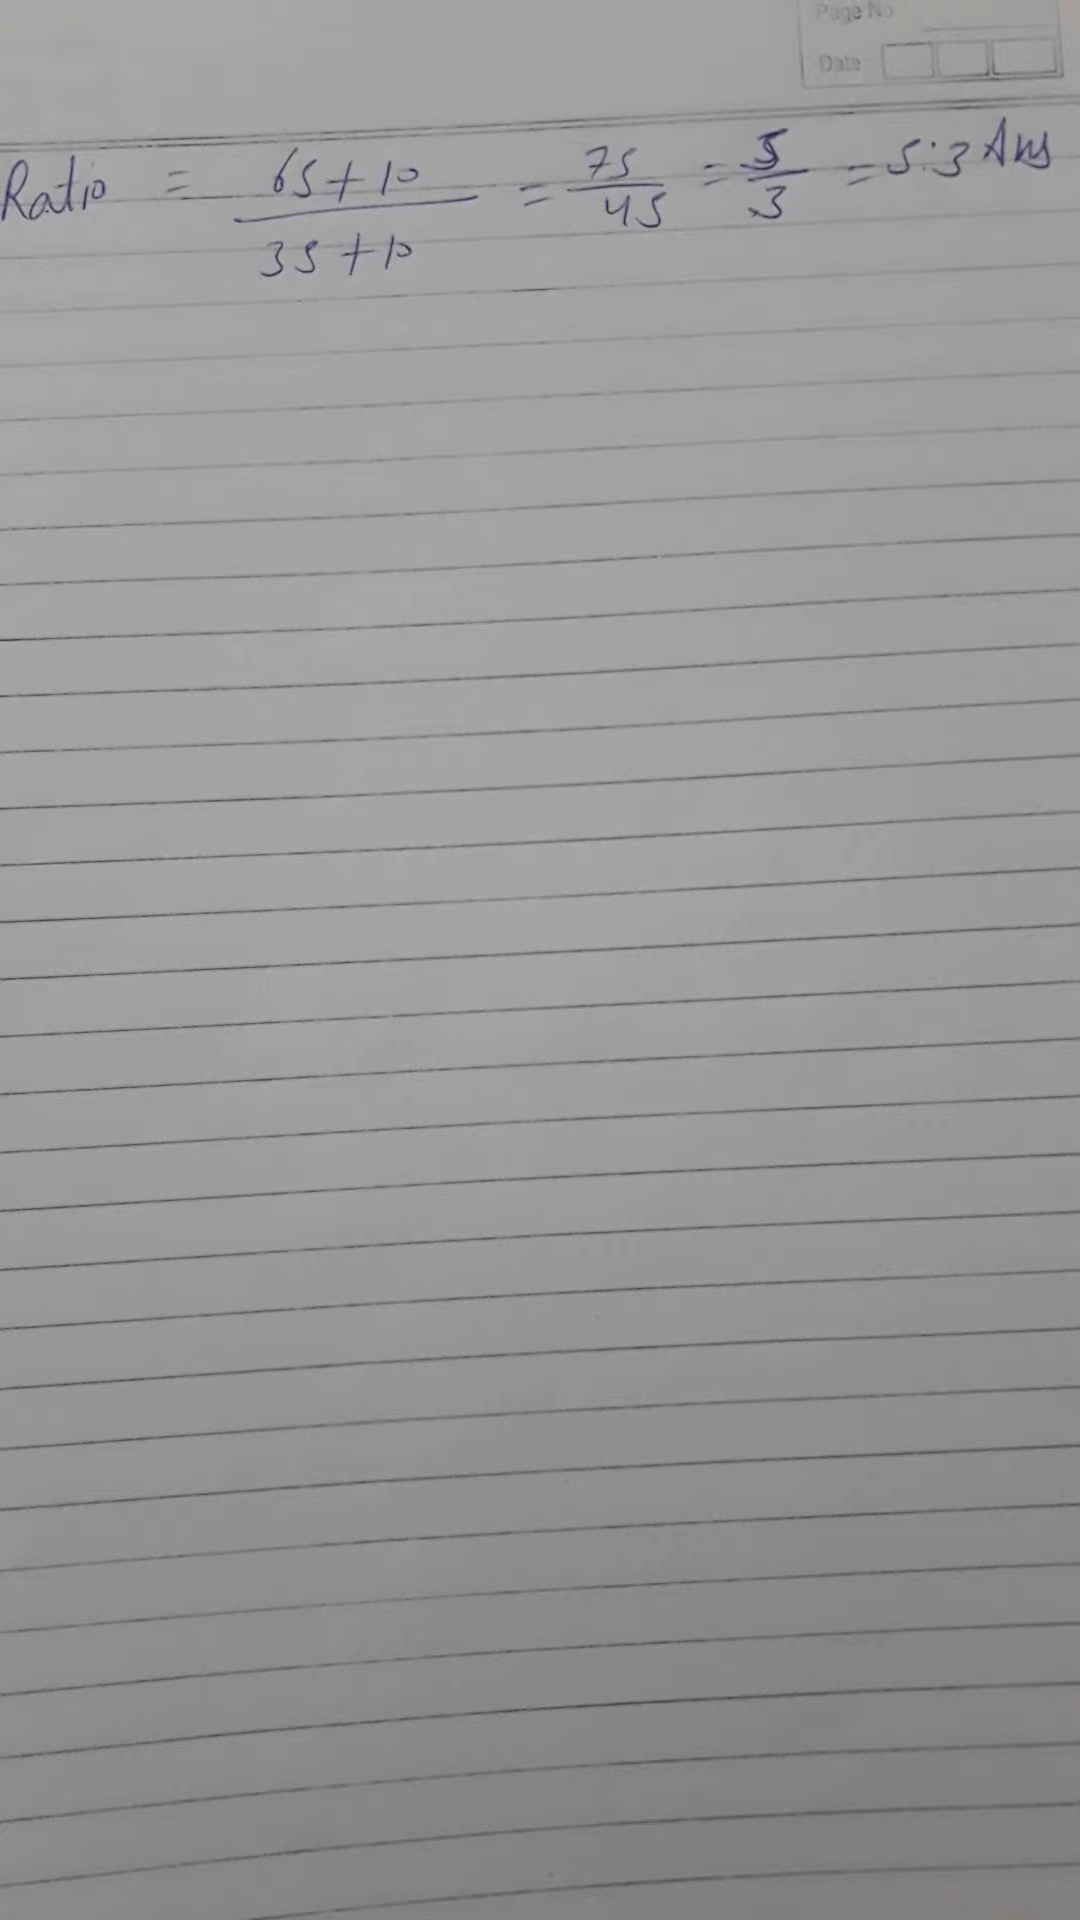 Page No
Date
Ratio = 65+10 / 35+10 = 75/45 = 5/3 = 5:3 Ans